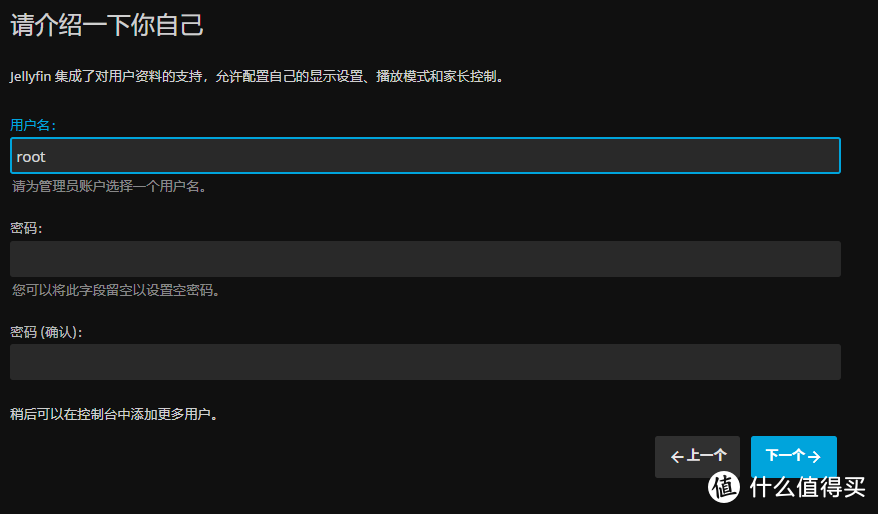 请介绍一下你自己
Jellyfin 集成了对用户资料的支持，允许配置自己的显示设置、播放模式和家长控制。
用户名：
root
请为管理员账户选择一个用户名。
密码：
您可以将此字段留空以设置空密码。
密码 (确认)：
稍后可以在控制台中添加更多用户。
←上一个 下一个→
值 什么值得买